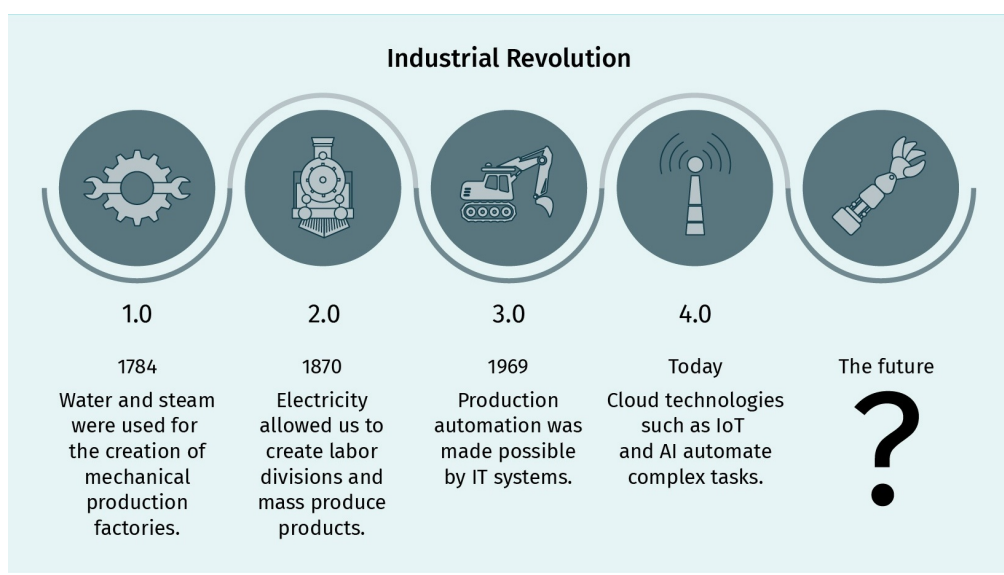 Industrial Revolution
1.0
1784
Water and steam
were used for
the creation of
mechanical
production
factories.
2.0
1870
Electricity
allowed us to
create labor
divisions and
mass produce
products.
3.0
1969
Production
automation was
made possible
by IT systems.
4.0
Today
Cloud technologies
such as IoT
and AI automate
complex tasks.
The future
?